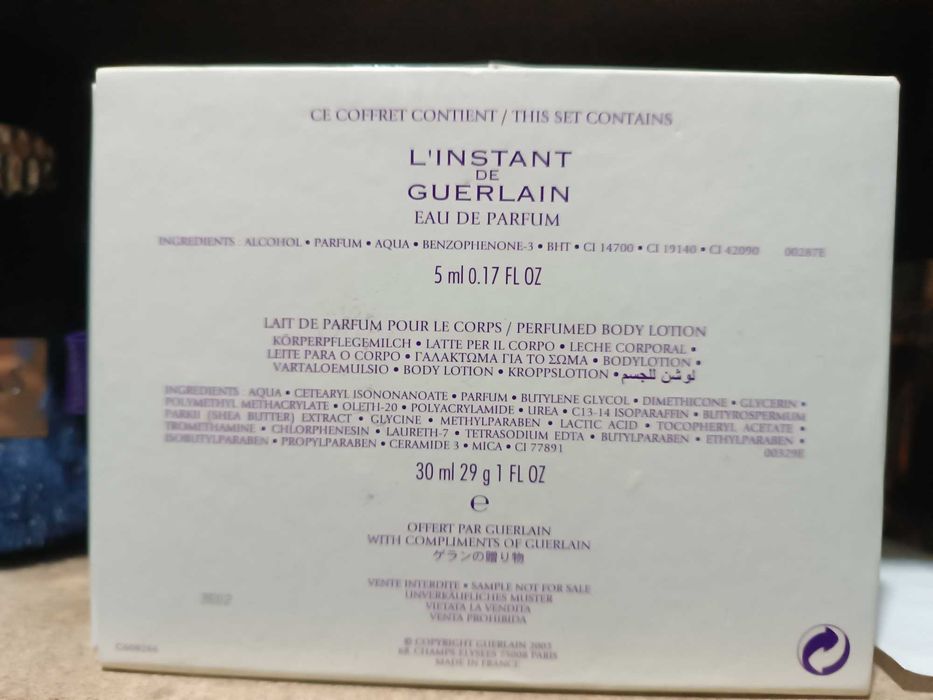 CE COFFRET CONTIENT / THIS SET CONTAINS
L'INSTANT
DE
GUERLAIN
EAU DE PARFUM
INGREDIENTS : ALCOHOL • PARFUM • AQUA • BENZOPHENONE-3 • BHT • CI 14700 • CI 19140 • CI 42090 00287E
5 ml 0.17 FL OZ
LAIT DE PARFUM POUR LE CORPS / PERFUMED BODY LOTION
KÖRPERPFLEGEMILCH • LATTE PER IL CORPO • LECHE CORPORAL •
LEITE PARA O CORPO • ΓΑΛΑΚΤΩΜΑ ΓΙΑ ΤΟ ΣΩΜΑ • BODYLOTION •
VARTALOEMULSIO • BODY LOTION • KROPPSLOTION • لوشن للجسم
INGREDIENTS : AQUA • CETEARYL ISONONANOATE • PARFUM • BUTYLENE GLYCOL • DIMETHICONE • GLYCERIN •
POLYMETHYL METHACRYLATE • OLETH-20 • POLYACRYLAMIDE • UREA • C13-14 ISOPARAFFIN • BUTYROSPERMUM
PARKII (SHEA BUTTER) EXTRACT • GLYCINE • METHYLPARABEN • LACTIC ACID • TOCOPHERYL ACETATE •
TROMETHAMINE • CHLORPHENESIN • LAURETH-7 • TETRASODIUM EDTA • BUTYLPARABEN • ETHYLPARABEN •
ISOBUTYLPARABEN • PROPYLPARABEN • CERAMIDE 3 • MICA • CI 77891 00329E
30 ml 29 g 1 FL OZ
℮
OFFERT PAR GUERLAIN
WITH COMPLIMENTS OF GUERLAIN
ゲランの贈り物
VENTE INTERDITE • SAMPLE NOT FOR SALE
UNVERKÄUFLICHES MUSTER
VIETATA LA VENDITA
VENTA PROHIBIDA
© COPYRIGHT GUERLAIN 2003
68, CHAMPS ELYSEES 75008 PARIS
MADE IN FRANCE